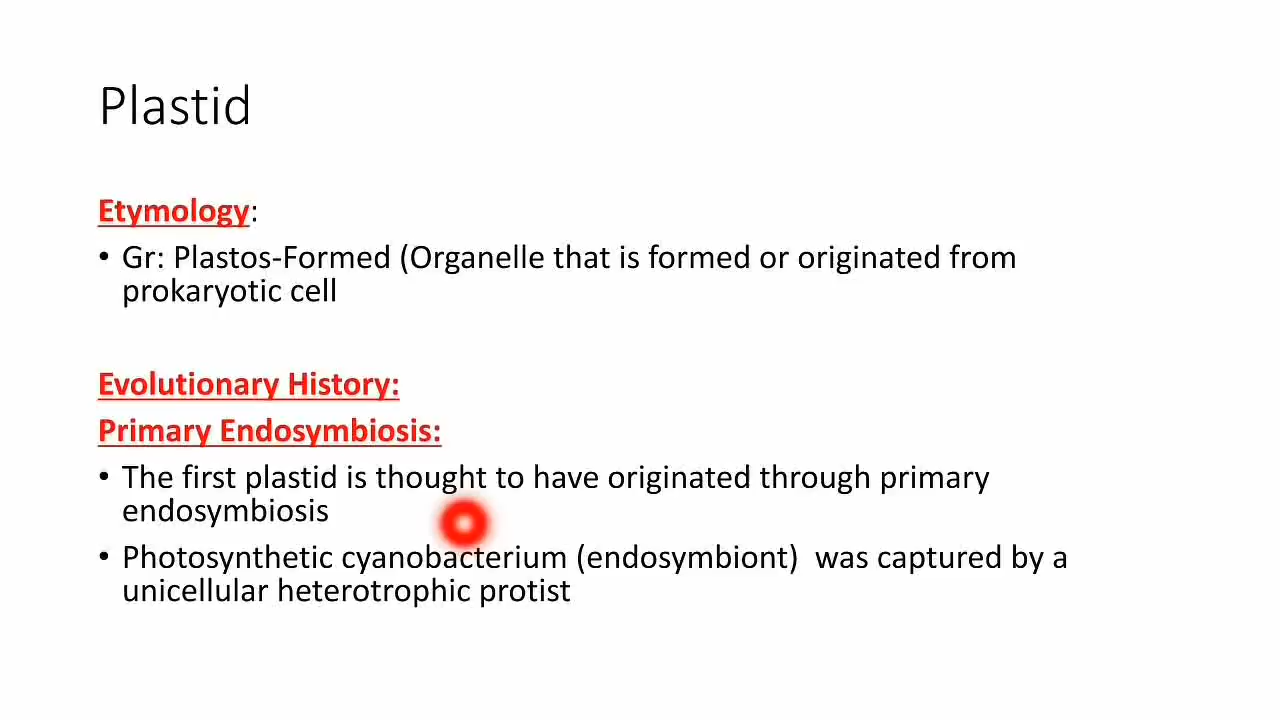 Plastid
Etymology:
• Gr: Plastos-Formed (Organelle that is formed or originated from
prokaryotic cell
Evolutionary History:
Primary Endosymbiosis:
• The first plastid is thought to have originated through primary
endosymbiosis
• Photosynthetic cyanobacterium (endosymbiont)  was captured by a
unicellular heterotrophic protist